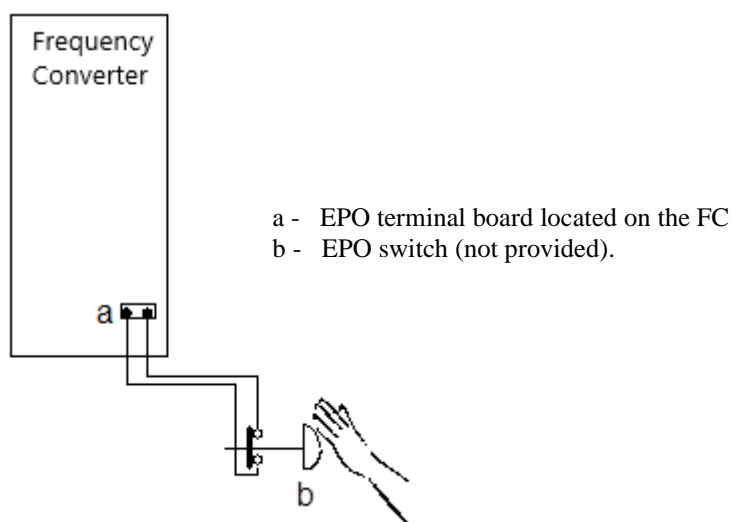 Frequency
Converter
a - EPO terminal board located on the FC
b - EPO switch (not provided).
a
b